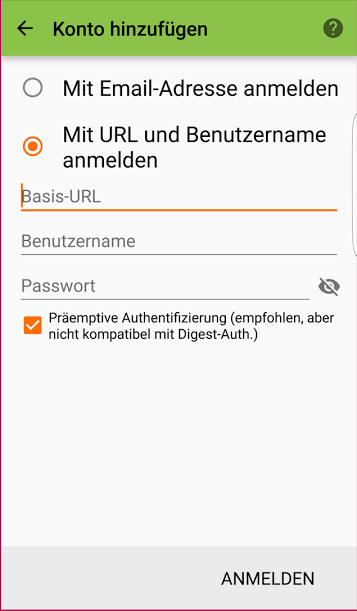 Konto hinzufügen
Mit Email-Adresse anmelden
Mit URL und Benutzername
anmelden
Basis-URL
Benutzername
Passwort
Präemptive Authentifizierung (empfohlen, aber
nicht kompatibel mit Digest-Auth.)
ANMELDEN